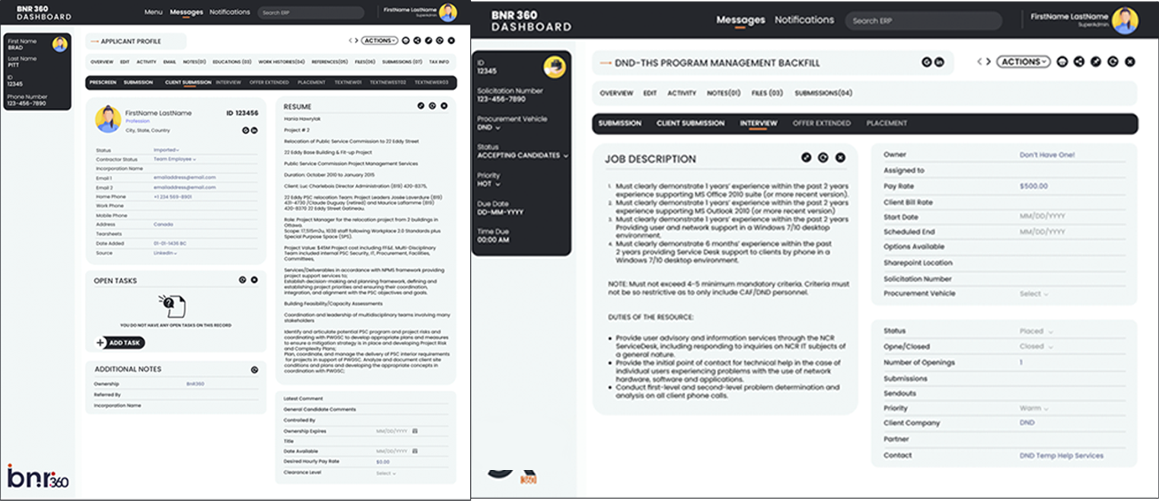 BNR 360
DASHBOARD
Menu
Messages
Notifications
Search ERP
FirstName LastName
SuperAdmin
First Name
BRAD
Last Name
PITT
ID
12345
Phone Number
123-456-7890
APPLICANT PROFILE
ACTIONS
OVERVIEW EDIT ACTIVITY EMAIL NOTES(01) EDUCATIONS (03) WORK HISTORIES(04) REFERENCES(05) FILES(06) SUBMISSIONS (07) TAX INFO
PRESCREEN SUBMISSION CLIENT SUBMISSION INTERVIEW OFFER EXTENDED PLACEMENT TEXTNEWE01 TEXTNEWESTE02 TEXTNEWERE03
FirstName LastName
ID 123456
Profession
City, State, Country
Status Imported
Contractor Status Team Employee
Incorporation Name
Email 1 emailaddress@email.com
Email 2 emailaddress@email.com
Home Phone +1 224 569-8901
Work Phone
Mobile Phone
Address Canada
Tearsheets
Date Added 01-01-1436 BC
Source LinkedIn
OPEN TASKS
YOU DO NOT HAVE ANY OPEN TASKS ON THIS RECORD
ADD TASK
ADDITIONAL NOTES
Ownership BNR360
Referred By
Incorporation Name
bnr360
RESUME
Hania Hawrylak
Project # 2
Relocation of Public Service Commission to 22 Eddy Street
22 Eddy Base Building & Fit-up Project
Public Service Commission Project Management Services
Duration: October 2010 to January 2015
Client: Luc Charlebois Director Administration (819) 420-8375,
22 Eddy PSC relocation Team Project Leaders Josée Laverdure (819)
431-4730 /Claude Duguay (retired) and Maurice Laflamme (819)
420-8379 22 Eddy Street Gatineau
Role: Project Manager for the relocation project from 2 buildings in
Ottawa.
Scope: 17,515m2u, 1039 staff following Workplace 2.0 Standards plus
Special Purpose Space (SPS).
Project Value: $45M Project cost including FF&E. Multi-Disciplinary
Team included Internal PSC Security, IT, Procurement, Facilities,
Committees,
Services/Deliverables in accordance with NPMS framework providing
project support services to:
Establish decision-making and planning framework, defining and
establishing project priorities and ensuring their coordination,
integration, and alignment with the PSC objectives and goals.
Building Feasibility/Capacity Assessments
Coordination and leadership of multidisciplinary teams involving many
stakeholders
Identify and articulate potential PSC program and project risks and
coordinating with PWGSC to develop appropriate plans and measures
to ensure a mitigation strategy is in place and developing Project Risk
and Complexity Plans;
Plan, coordinate, and manage the delivery of PSC interior requirements
for projects in support of PWGSC. Analyse and document client site
conditions and plans and developing the appropriate concepts in
coordination with PWGSC;
Latest Comment
General Candidate Comments
Controlled By
Ownership Expires MM/DD/YYYY
Title
Date Available MM/DD/YYYY
Desired Hourly Pay Rate $0.00
Clearance Level Select
BNR 360
DASHBOARD
Messages
Notifications
Search ERP
FirstName LastName
SuperAdmin
ID
12345
Solicitation Number
123-456-7890
Procurement Vehicle
DND
Status
ACCEPTING CANDIDATES
Priority
HOT
Due Date
DD-MM-YYYY
Time Due
00:00 AM
DND-THS PROGRAM MANAGEMENT BACKFILL
ACTIONS
OVERVIEW EDIT ACTIVITY NOTES(01) FILES (03) SUBMISSIONS(04)
SUBMISSION CLIENT SUBMISSION INTERVIEW OFFER EXTENDED PLACEMENT
JOB DESCRIPTION
1. Must clearly demonstrate 1 years' experience within the past 2 years
experience supporting MS Office 2010 suite (or more recent version).
2. Must clearly demonstrate 1 years' experience within the past 2 years
experience supporting MS Outlook 2010 (or more recent version)
3. Must clearly demonstrate 1 years' experience within the past 2 years
Providing user and network support in a Windows 7/10 desktop
environment.
4. Must clearly demonstrate 6 months' experience within the past
2 years providing Service Desk support to clients by phone in a
Windows 7/10 desktop environment.
NOTE: Must not exceed 4-5 minimum mandatory criteria. Criteria must
not be so restrictive as to only include CAF/DND personnel.
DUTIES OF THE RESOURCE:
• Provide user advisory and information services through the NCR
ServiceDesk, including responding to inquiries on NCR IT subjects of
a general nature.
• Provide the initial point of contact for technical help in the case of
individual users experiencing problems with the use of network
hardware, software and applications.
• Conduct first-level and second-level problem determination and
analysis on all client phone calls.
Owner Don't Have One!
Assigned to
Pay Rate $500.00
Client Bill Rate
Start Date MM/DD/YYYY
Scheduled End MM/DD/YYYY
Options Available
Sharepoint Location
Solicitation Number
Procurement Vehicle Select
Status Placed
Opne/Closed Closed
Number of Openings 1
Submissions
Sendouts
Priority Warm
Client Company DND
Partner
Contact DND Temp Help Services